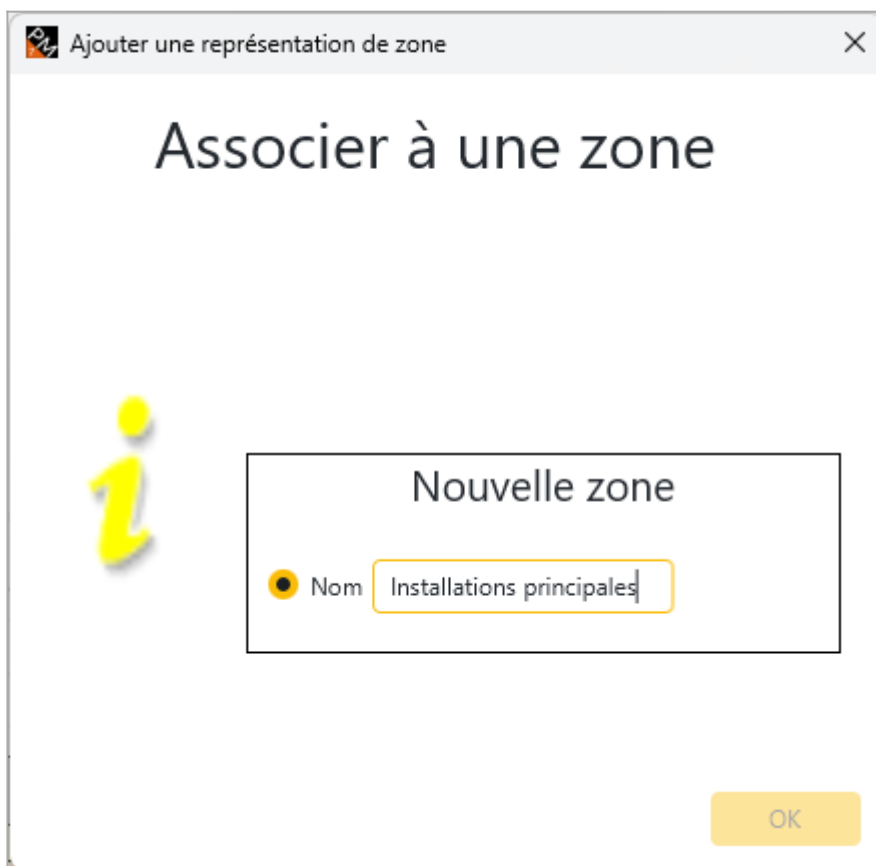 Ajouter une représentation de zone
Associer à une zone
Nouvelle zone
Nom Installations principales
OK